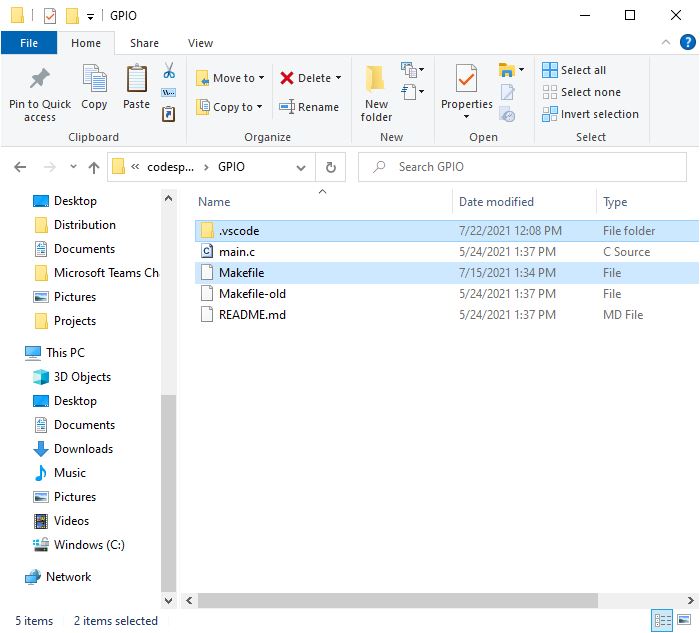 GPIO
File Home Share View
Pin to Quick access
Copy
Paste
Move to
Copy to
Delete
Rename
New folder
Properties
Select all
Select none
Invert selection
Clipboard Organize New Open Select
« codesp... › GPIO
Search GPIO
Desktop
Distribution
Documents
Microsoft Teams Ch
Pictures
Projects
This PC
3D Objects
Desktop
Documents
Downloads
Music
Pictures
Videos
Windows (C:)
Network
Name Date modified Type
.vscode 7/22/2021 12:08 PM File folder
main.c 5/24/2021 1:37 PM C Source
Makefile 7/15/2021 1:34 PM File
Makefile-old 5/24/2021 1:37 PM File
README.md 5/24/2021 1:37 PM MD File
5 items 2 items selected